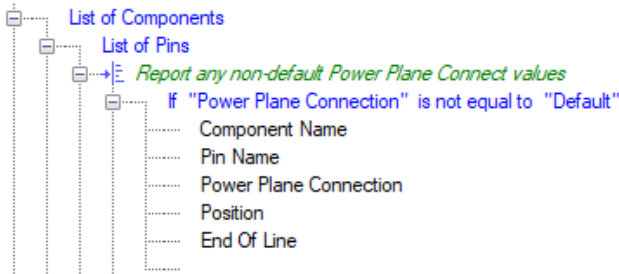 List of Components
List of Pins
Report any non-default Power Plane Connect values
If "Power Plane Connection" is not equal to "Default"
Component Name
Pin Name
Power Plane Connection
Position
End Of Line